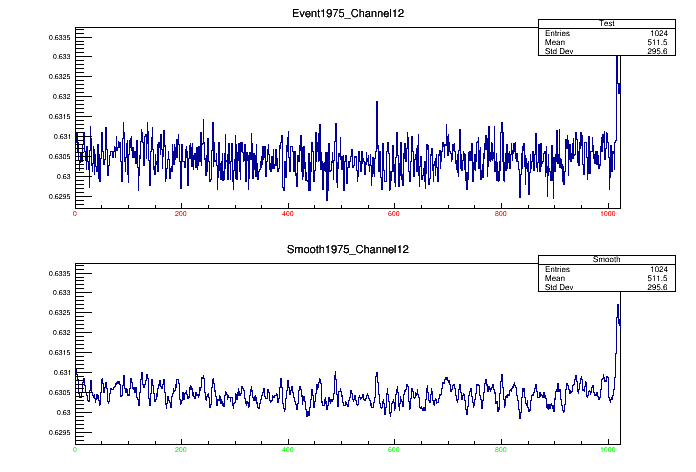 Event1975_Channel12
Test
Entries 1024
Mean 511.5
Std Dev 295.6
0.6335
0.633
0.6325
0.632
0.6315
0.631
0.6305
0.63
0.6295
0 200 400 600 800 1000
Smooth1975_Channel12
Smooth
Entries 1024
Mean 511.5
Std Dev 295.6
0.6335
0.633
0.6325
0.632
0.6315
0.631
0.6305
0.63
0.6295
0 200 400 600 800 1000